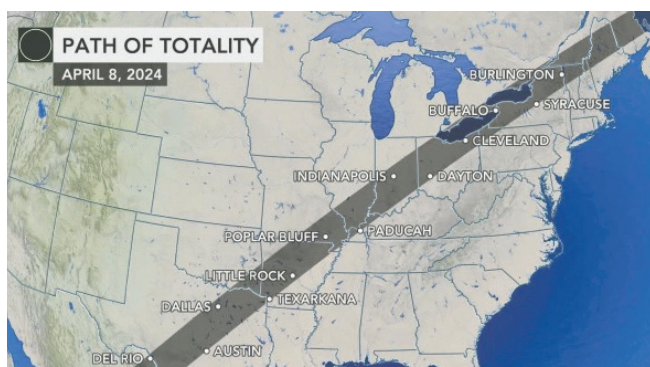 PATH OF TOTALITY
APRIL 8, 2024
BURLINGTON
BUFFALO
SYRACUSE
CLEVELAND
INDIANAPOLIS
DAYTON
POPLAR BLUFF
PADUCAH
LITTLE ROCK
DALLAS
TEXARKANA
DEL RIO
AUSTIN